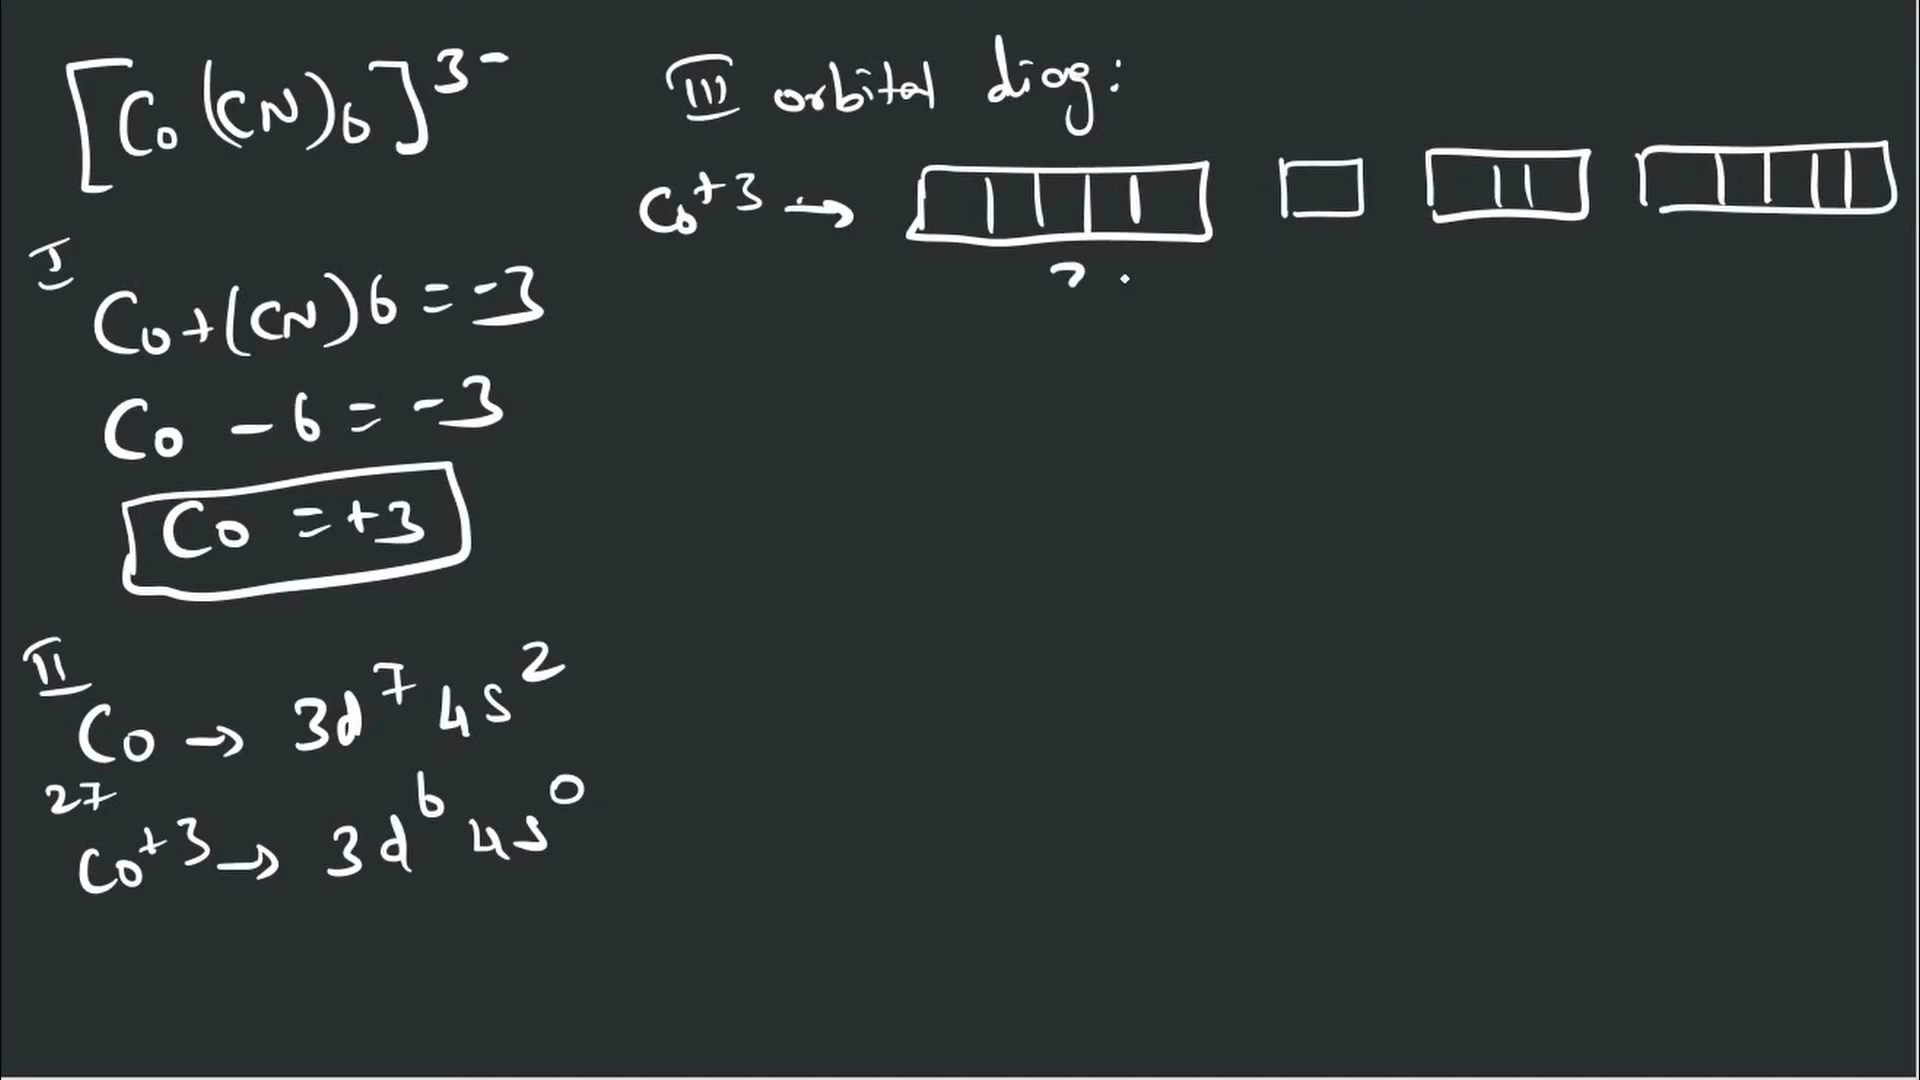 [Co(CN)6]3-
I
Co+(CN)6=-3
Co - 6 = -3
Co = +3
II
Co → 3d7 4s2
27
Co+3 → 3d6 4s0
III orbital diag:
Co+3 →